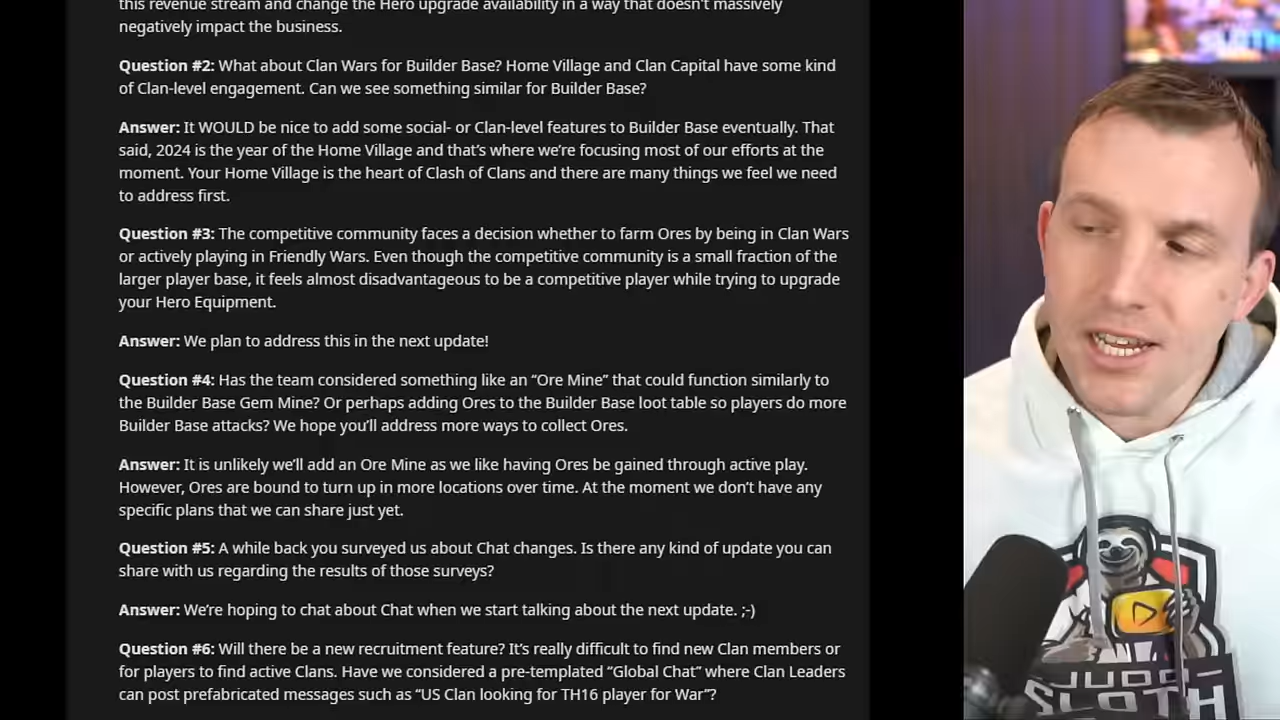 this revenue stream and change the Hero upgrade availability in a way that doesn't massively
negatively impact the business.
Question #2: What about Clan Wars for Builder Base? Home Village and Clan Capital have some kind
of Clan-level engagement. Can we see something similar for Builder Base?
Answer: It WOULD be nice to add some social- or Clan-level features to Builder Base eventually. That
said, 2024 is the year of the Home Village and that’s where we’re focusing most of our efforts at the
moment. Your Home Village is the heart of Clash of Clans and there are many things we feel we need
to address first.
Question #3: The competitive community faces a decision whether to farm Ores by being in Clan Wars
or actively playing in Friendly Wars. Even though the competitive community is a small fraction of the
larger player base, it feels almost disadvantageous to be a competitive player while trying to upgrade
your Hero Equipment.
Answer: We plan to address this in the next update!
Question #4: Has the team considered something like an “Ore Mine” that could function similarly to
the Builder Base Gem Mine? Or perhaps adding Ores to the Builder Base loot table so players do more
Builder Base attacks? We hope you’ll address more ways to collect Ores.
Answer: It is unlikely we’ll add an Ore Mine as we like having Ores be gained through active play.
However, Ores are bound to turn up in more locations over time. At the moment we don’t have any
specific plans that we can share just yet.
Question #5: A while back you surveyed us about Chat changes. Is there any kind of update you can
share with us regarding the results of those surveys?
Answer: We’re hoping to chat about Chat when we start talking about the next update. ;-)
Question #6: Will there be a new recruitment feature? It’s really difficult to find new Clan members or
for players to find active Clans. Have we considered a pre-templated “Global Chat” where Clan Leaders
can post prefabricated messages such as “US Clan looking for TH16 player for War”?
JUDO
SLOTH